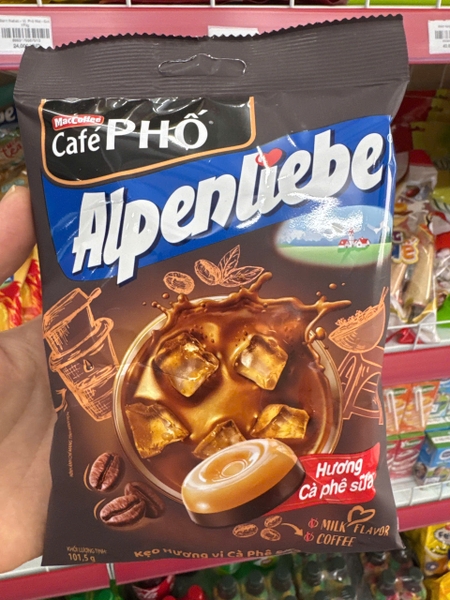 MacCoffee
Café PHỐ
Alpenliebe
Hương
Cà phê sữa
MILK FLAVOR
COFFEE
KHỐI LƯỢNG TỊNH
101,5 g
Kẹo Hương vị Cà Phê